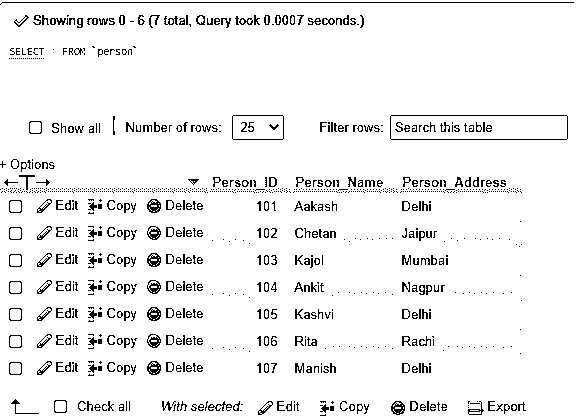 Showing rows 0 - 6 (7 total, Query took 0.0007 seconds.)
SELECT * FROM `person`
Show all Number of rows: 25 Filter rows: Search this table
+ Options
Person_ID Person_Name Person_Address
Edit Copy Delete 101 Aakash Delhi
Edit Copy Delete 102 Chetan Jaipur
Edit Copy Delete 103 Kajol Mumbai
Edit Copy Delete 104 Ankit Nagpur
Edit Copy Delete 105 Kashvi Delhi
Edit Copy Delete 106 Rita Rachi
Edit Copy Delete 107 Manish Delhi
Check all With selected: Edit Copy Delete Export